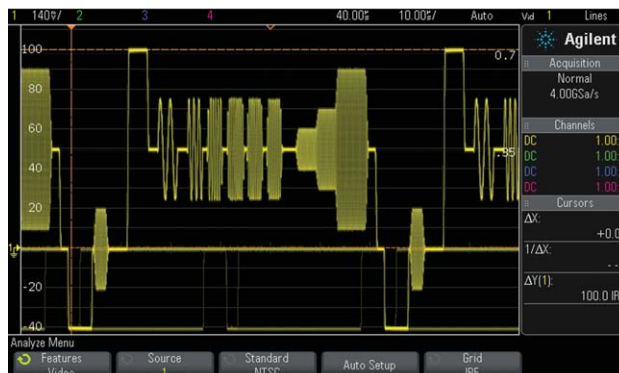 1 140▽/ 2 3 4 40.00㎲ 10.00㎲/ Auto Vid 1 Lines
Agilent
Acquisition
Normal
4.00GSa/s
Channels
DC 1.00:
DC 1.00:
DC 1.00:
DC 1.00:
Cursors
ΔX:
+0.0
1/ΔX:
--
ΔY(1):
100.0 IR
100
0.7
80
60
.35
40
20
1
-20
-40
Analyze Menu
Features Source Standard Auto Setup Grid
Video 1 NTSC IRE